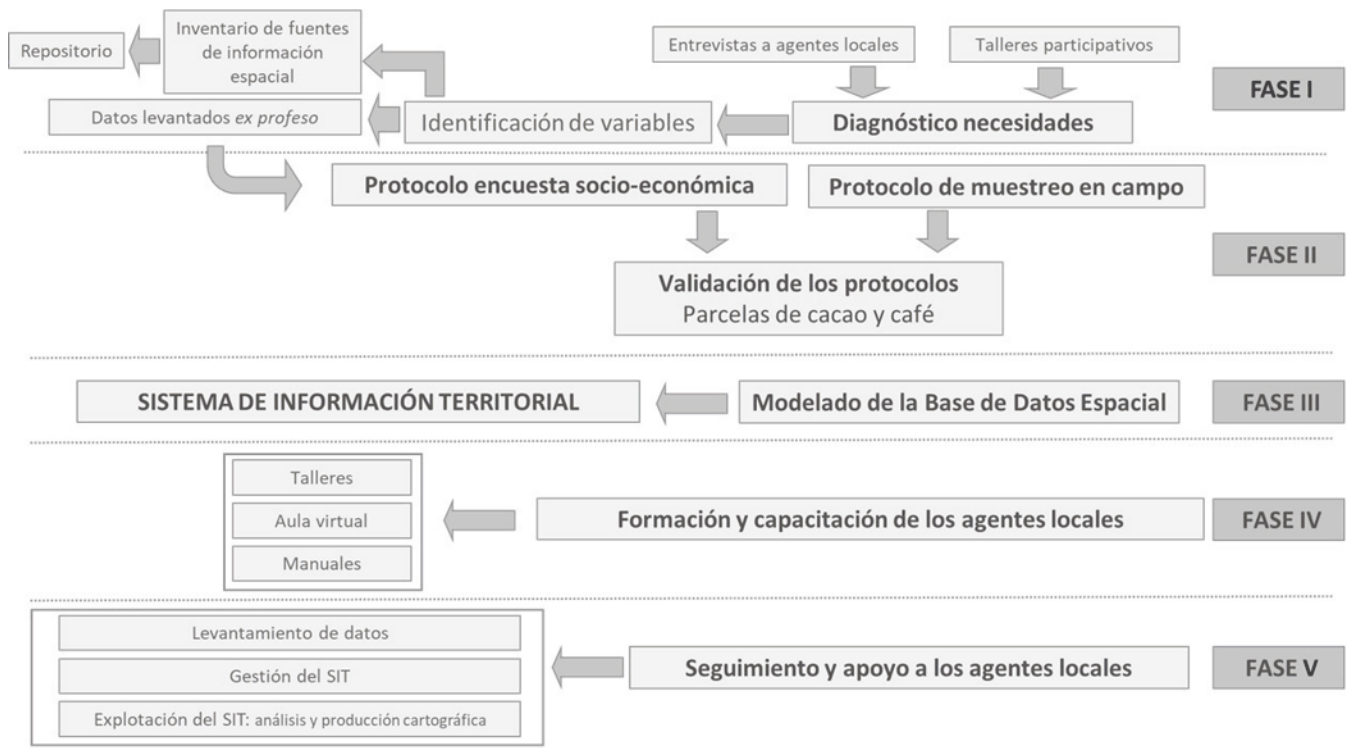 Repositorio
Inventario de fuentes
de información
espacial
Entrevistas a agentes locales
Talleres participativos
FASE I
Datos levantados ex profeso
Identificación de variables
Diagnóstico necesidades
Protocolo encuesta socio-económica
Protocolo de muestreo en campo
FASE II
Validación de los protocolos
Parcelas de cacao y café
SISTEMA DE INFORMACIÓN TERRITORIAL
Modelado de la Base de Datos Espacial
FASE III
Talleres
Aula virtual
Manuales
Formación y capacitación de los agentes locales
FASE IV
Levantamiento de datos
Gestión del SIT
Explotación del SIT: análisis y producción cartográfica
Seguimiento y apoyo a los agentes locales
FASE V